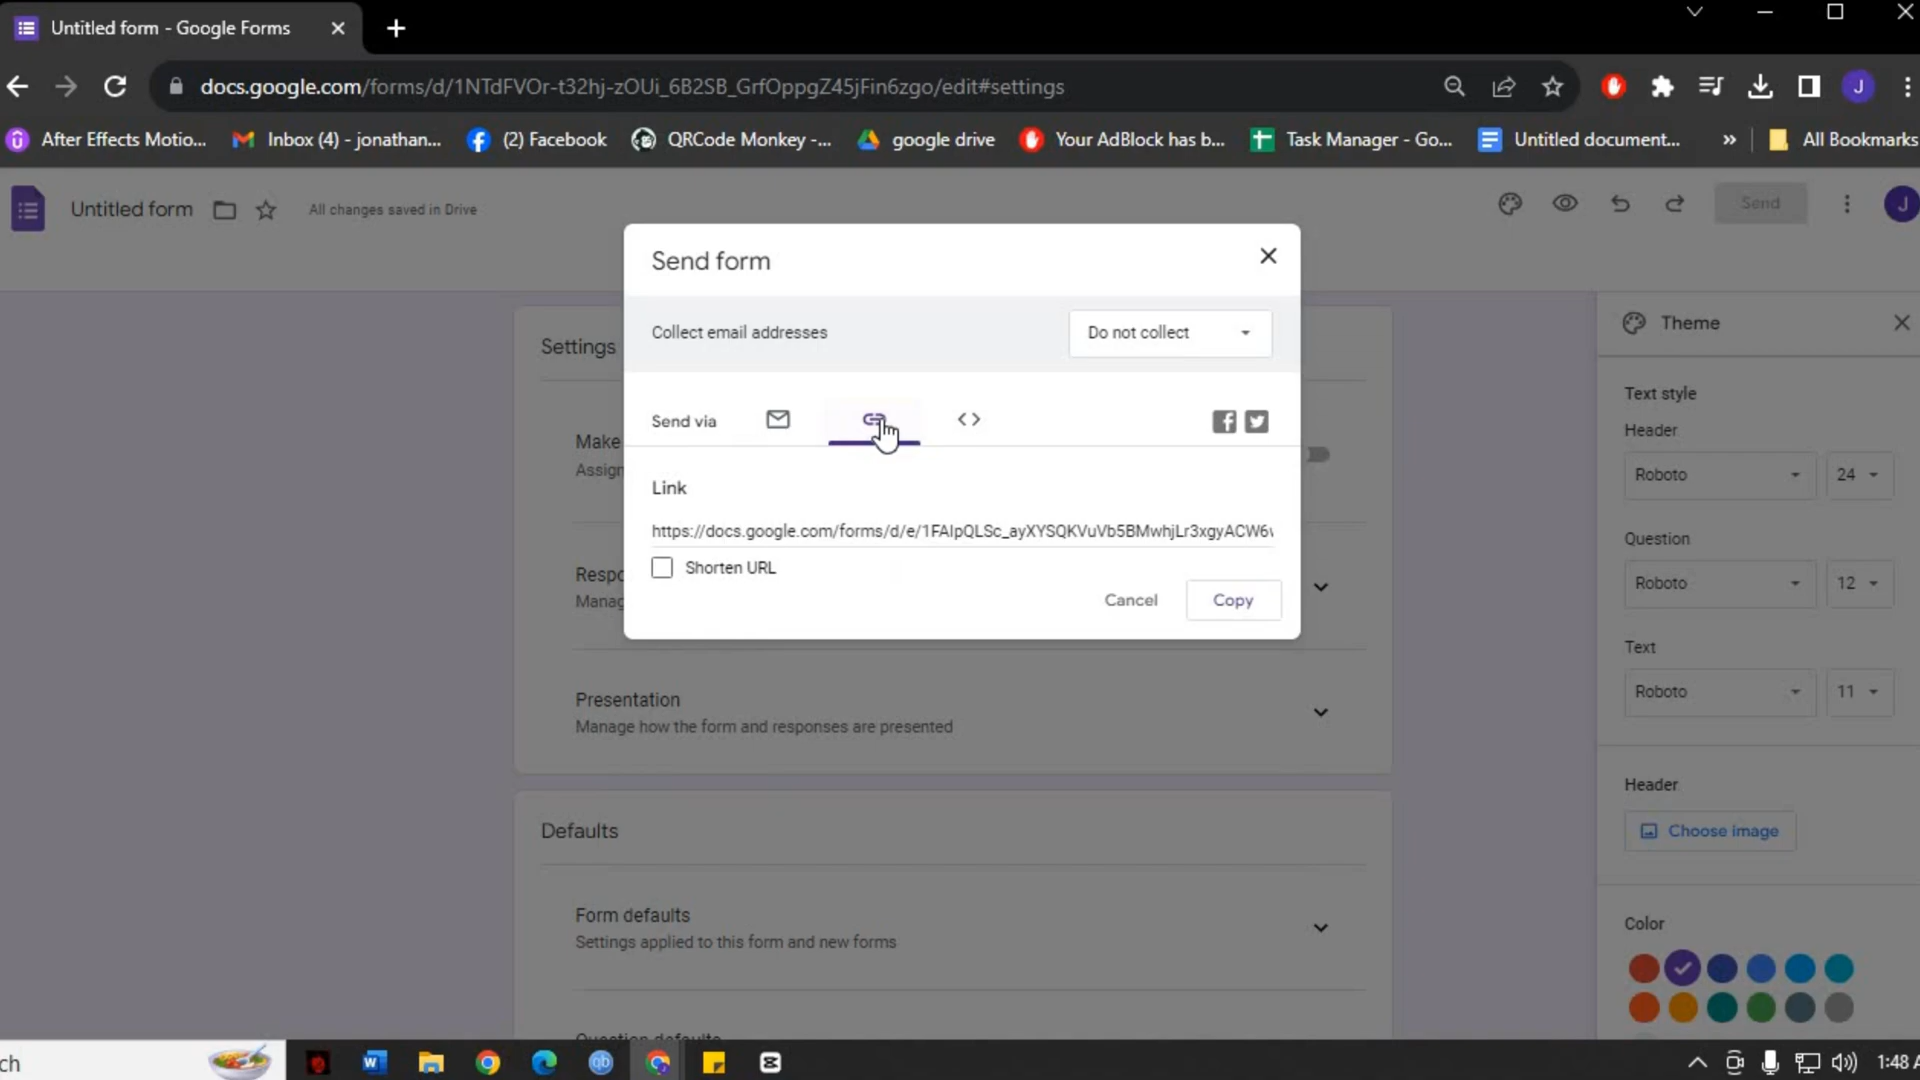 Untitled form - Google Forms
docs.google.com/forms/d/1NTdFVOr-t32hj-zOUi_6B2SB_GrfOppgZ45jFin6zgo/edit#settings
J
After Effects Motio...
Inbox (4) - jonathan...
(2) Facebook
QRCode Monkey -...
google drive
Your AdBlock has b...
Task Manager - Go...
Untitled document...
»
All Bookmarks
Untitled form
All changes saved in Drive
Send
J
Send form
Collect email addresses
Do not collect
Send via
Link
https://docs.google.com/forms/d/e/1FAIpQLSc_ayXYSQKVuVb5BMwhjLr3xgyACW6
Shorten URL
Cancel
Copy
Settings
Make
Assign
Respo
Manag
Presentation
Manage how the form and responses are presented
Defaults
Form defaults
Settings applied to this form and new forms
Question defaults
Theme
Text style
Header
Roboto
24
Question
Roboto
12
Text
Roboto
11
Header
Choose image
Color
ch
1:48 A